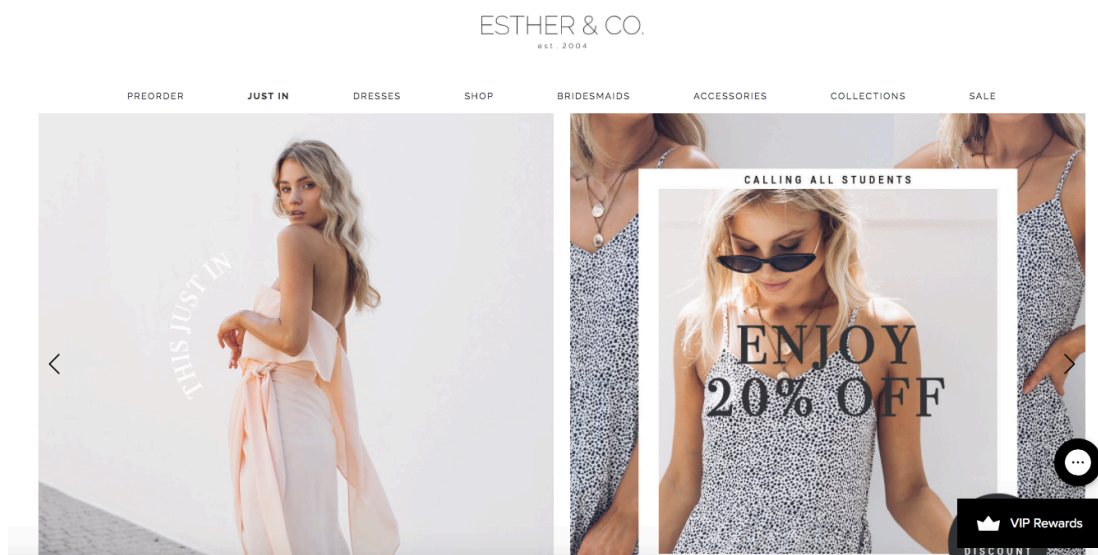 ESTHER & CO.
est. 2004
PREORDER JUST IN DRESSES SHOP BRIDESMAIDS ACCESSORIES COLLECTIONS SALE
THIS JUST IN
CALLING ALL STUDENTS
ENJOY
20% OFF
VIP Rewards
DISCOUNT